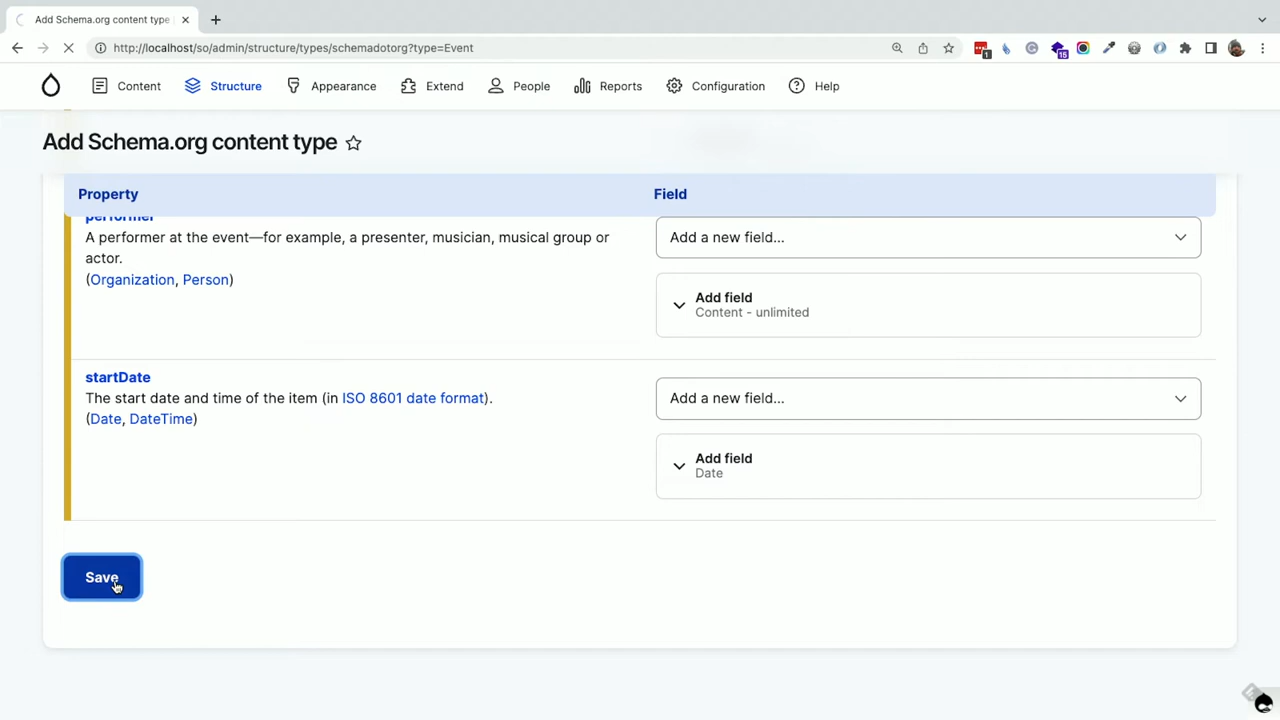 Add Schema.org content type
http://localhost/so/admin/structure/types/schemadotorg?type=Event
1
15
Content
Structure
Appearance
Extend
People
Reports
Configuration
Help
Add Schema.org content type
Property
Field
performer
A performer at the event—for example, a presenter, musician, musical group or
actor.
(Organization, Person)
Add a new field...
Add field
Content - unlimited
startDate
The start date and time of the item (in ISO 8601 date format).
(Date, DateTime)
Add a new field...
Add field
Date
Save